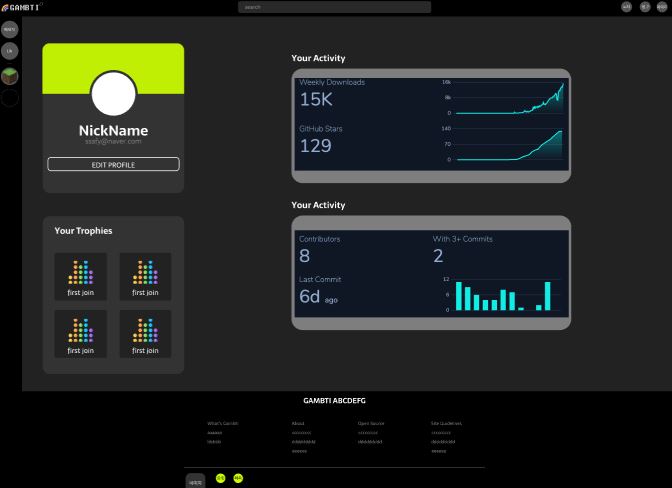 GAMBTI
search
NickName
ssafy@naver.com
EDIT PROFILE
Your Trophies
first join
first join
first join
first join
Your Activity
Weekly Downloads
15K
16k
8k
0
GitHub Stars
129
140
70
0
Your Activity
Contributors
8
With 3+ Commits
2
Last Commit
6d ago
12
6
0
GAMBTI ABCDEFG
What's Gambti
About
Open Source
Site Guidelines